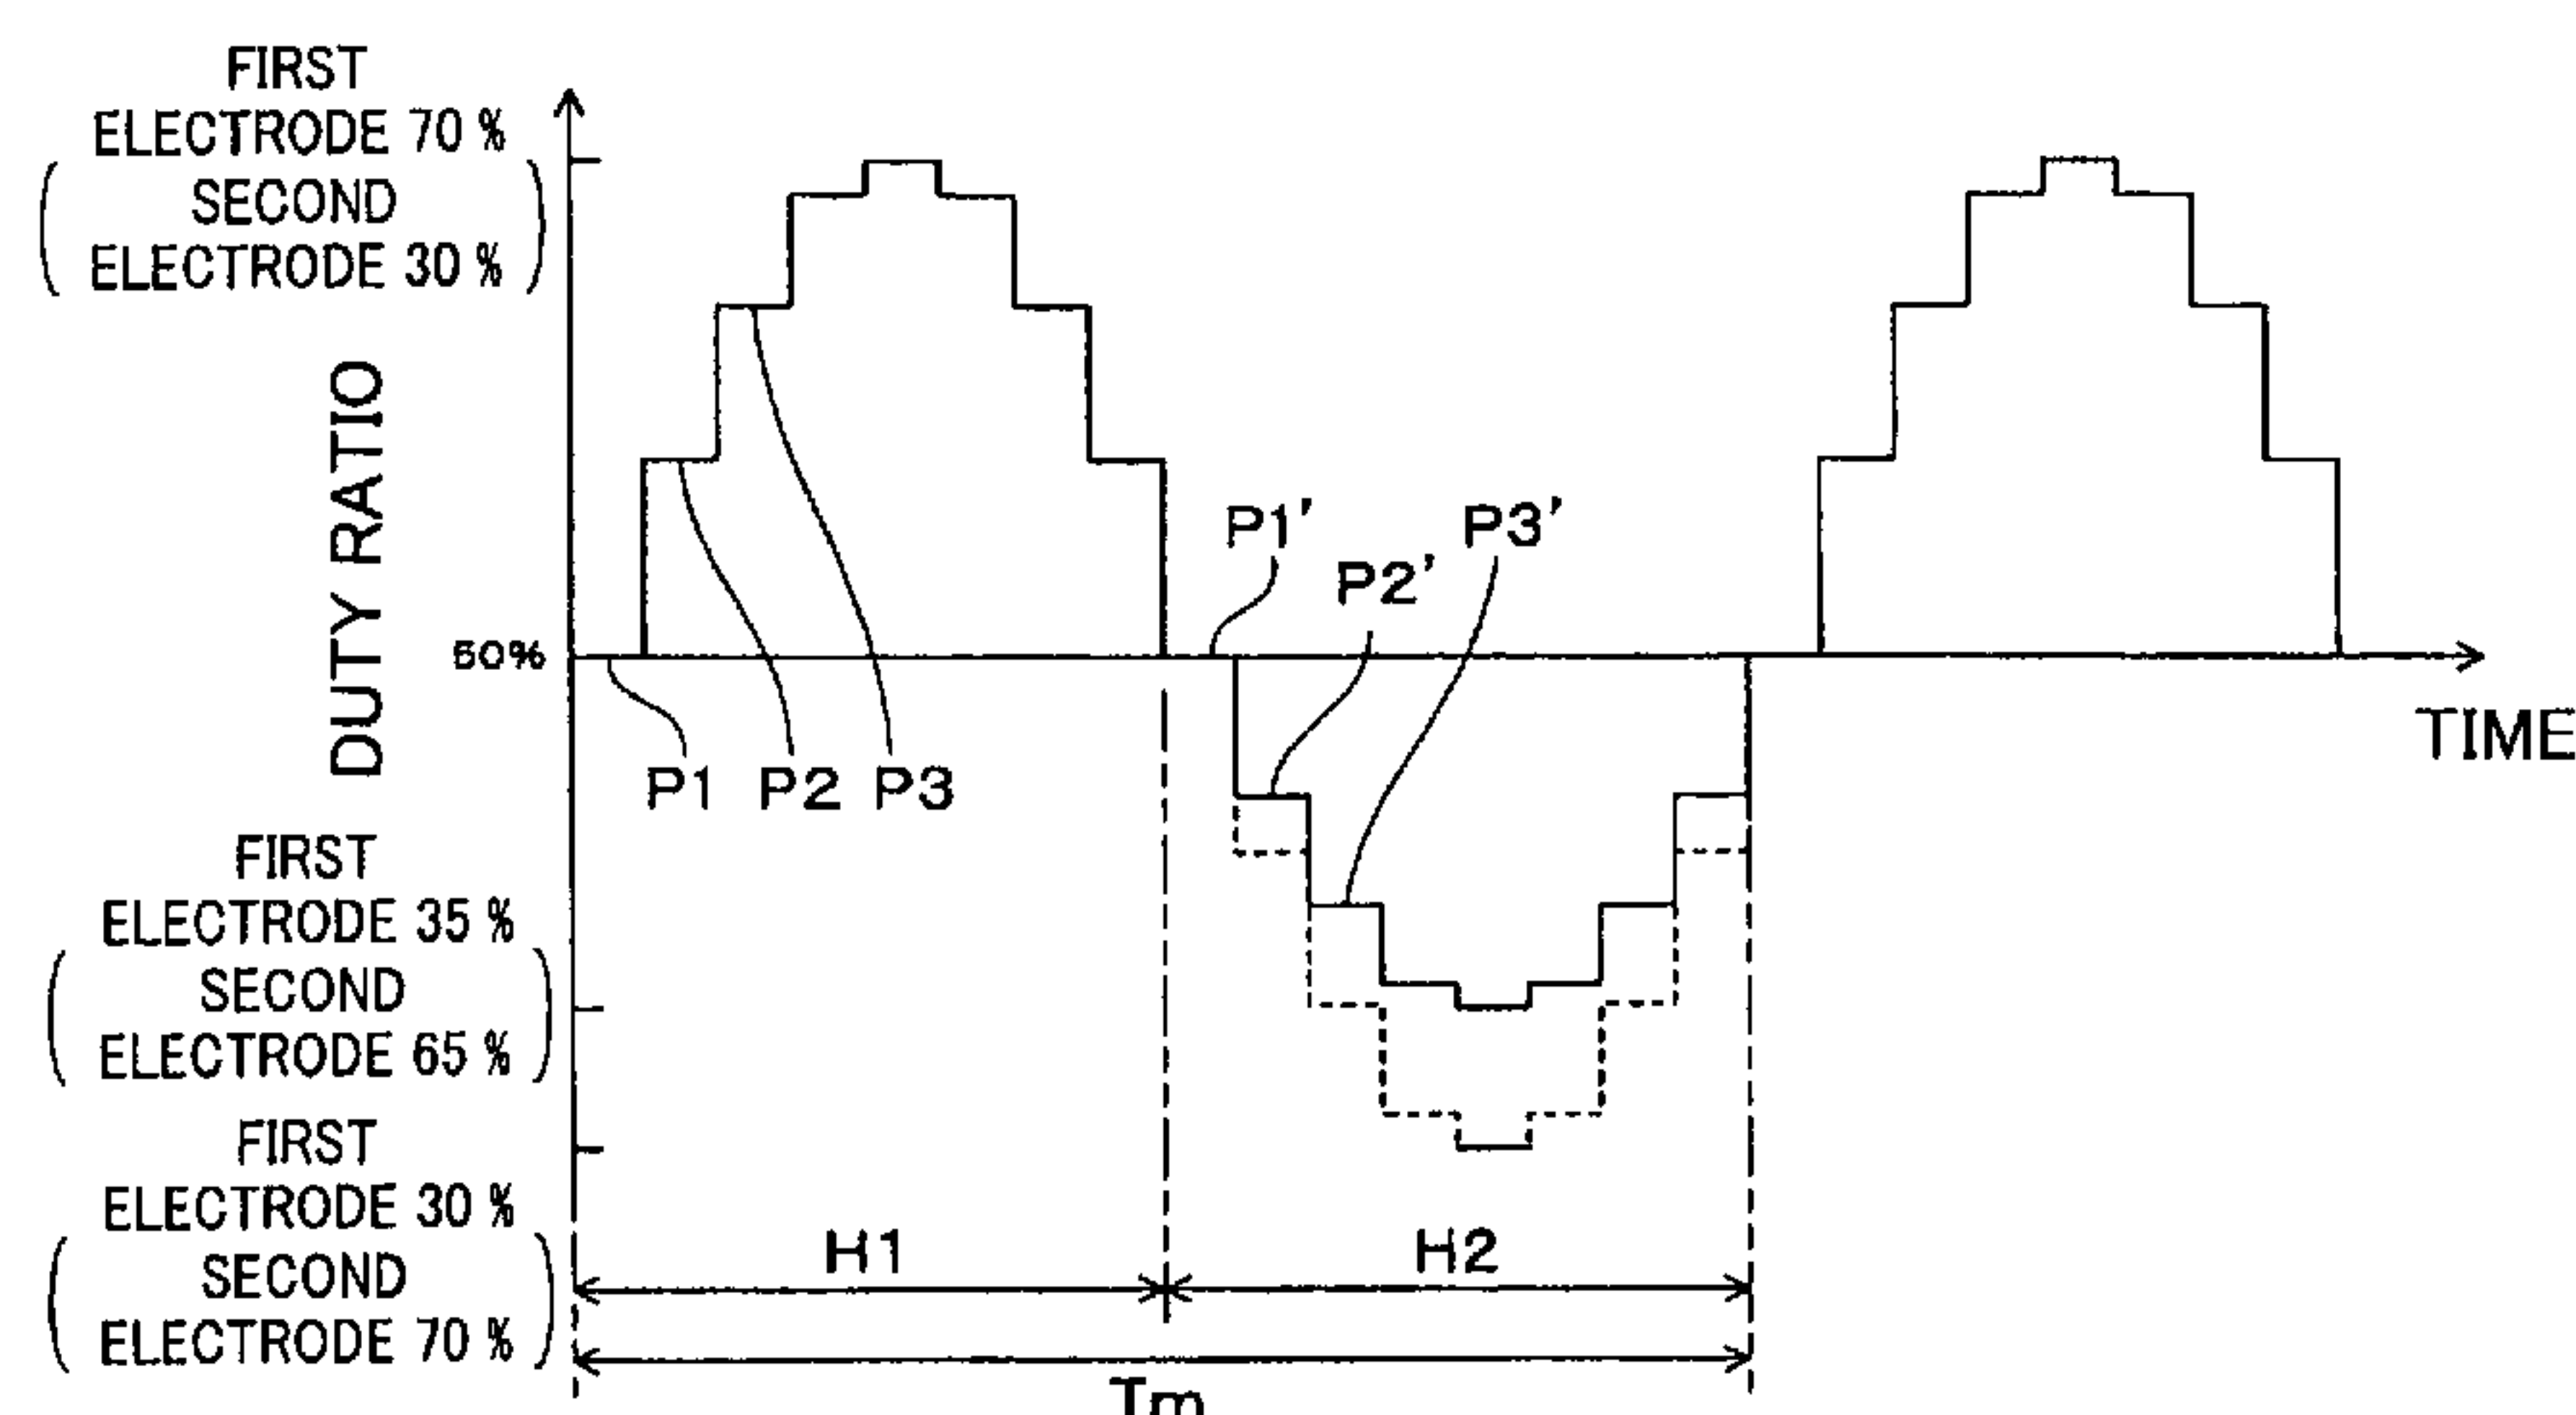 FIRST
ELECTRODE 70 %
( SECOND
ELECTRODE 30 % )
DUTY RATIO
50%
P1
P2
P3
P1'
P2'
P3'
TIME
FIRST
ELECTRODE 35 %
( SECOND
ELECTRODE 65 % )
FIRST
ELECTRODE 30 %
( SECOND
ELECTRODE 70 % )
H1
H2
Tm